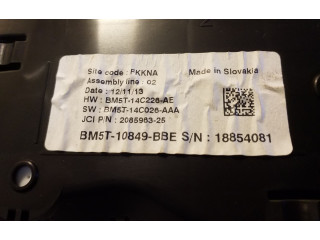 Site code : PKKNA Made in Slovakia
Assembly line : 02
Date : 12/11/13
HW : BM5T-14C226-AE
SW : BM5T-14C026-AAA
JCI P/N : 2085963-25
BM5T-10849-BBE S/N : 18854081